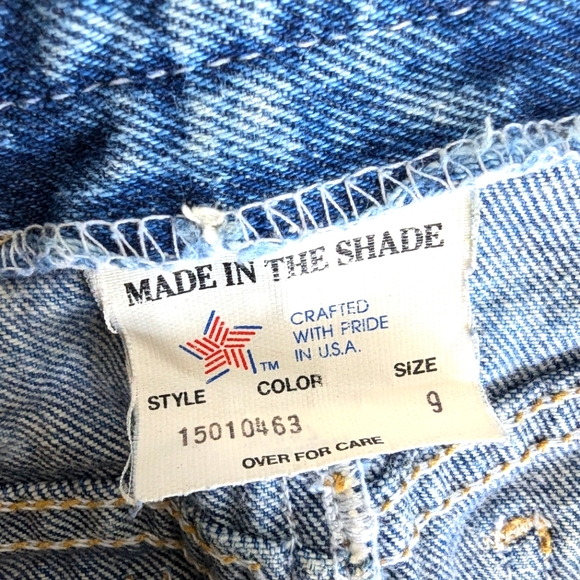 MADE IN THE SHADE
CRAFTED
WITH PRIDE
IN U.S.A.
TM
STYLE COLOR SIZE
15010463 9
OVER FOR CARE